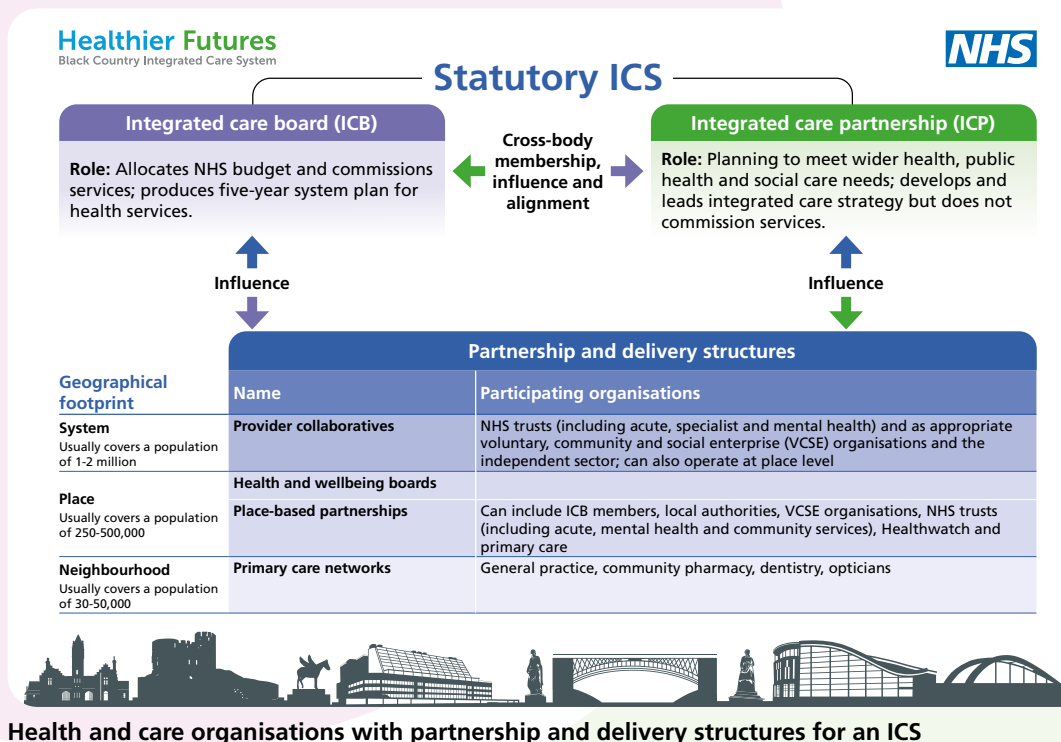 Healthier Futures
Black Country Integrated Care System
NHS
Statutory ICS
Integrated care board (ICB)
Role: Allocates NHS budget and commissions
services; produces five-year system plan for
health services.
Cross-body
membership,
influence and
alignment
Integrated care partnership (ICP)
Role: Planning to meet wider health, public
health and social care needs; develops and
leads integrated care strategy but does not
commission services.
Influence
Influence
Partnership and delivery structures
Geographical
footprint
Name
Participating organisations
System
Usually covers a population
of 1-2 million
Provider collaboratives
NHS trusts (including acute, specialist and mental health) and as appropriate
voluntary, community and social enterprise (VCSE) organisations and the
independent sector; can also operate at place level
Place
Usually covers a population
of 250-500,000
Health and wellbeing boards
Place-based partnerships
Can include ICB members, local authorities, VCSE organisations, NHS trusts
(including acute, mental health and community services), Healthwatch and
primary care
Neighbourhood
Usually covers a population
of 30-50,000
Primary care networks
General practice, community pharmacy, dentistry, opticians
Health and care organisations with partnership and delivery structures for an ICS